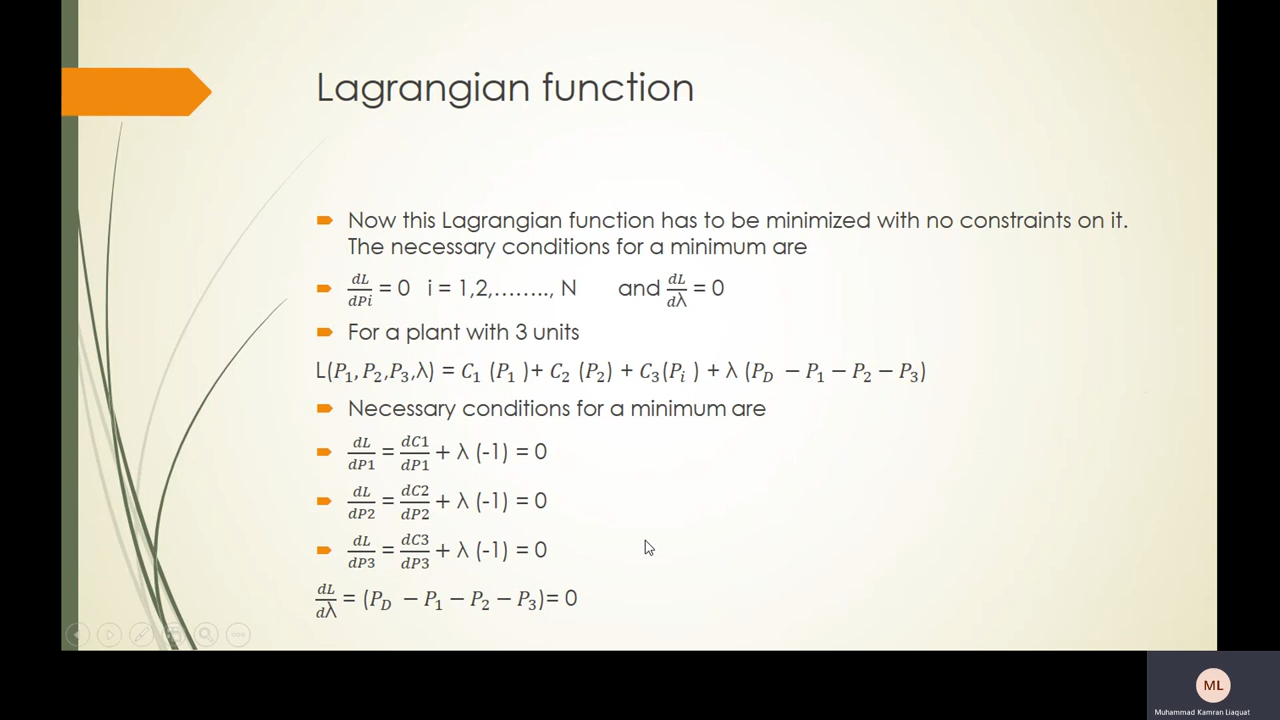 Lagrangian function
Now this Lagrangian function has to be minimized with no constraints on it.
The necessary conditions for a minimum are
dL/dPi = 0 i = 1,2,…….., N and dL/dλ = 0
For a plant with 3 units
L(P₁, P₂,P₃,λ) = C₁ (P₁ )+ C₂ (P₂) + C₃(Pᵢ ) + λ (P_D − P₁ − P₂ − P₃)
Necessary conditions for a minimum are
dL/dP1 = dC1/dP1 + λ (-1) = 0
dL/dP2 = dC2/dP2 + λ (-1) = 0
dL/dP3 = dC3/dP3 + λ (-1) = 0
dL/dλ = (P_D − P₁ − P₂ − P₃)= 0
ML
Muhammad Kamran Liaquat